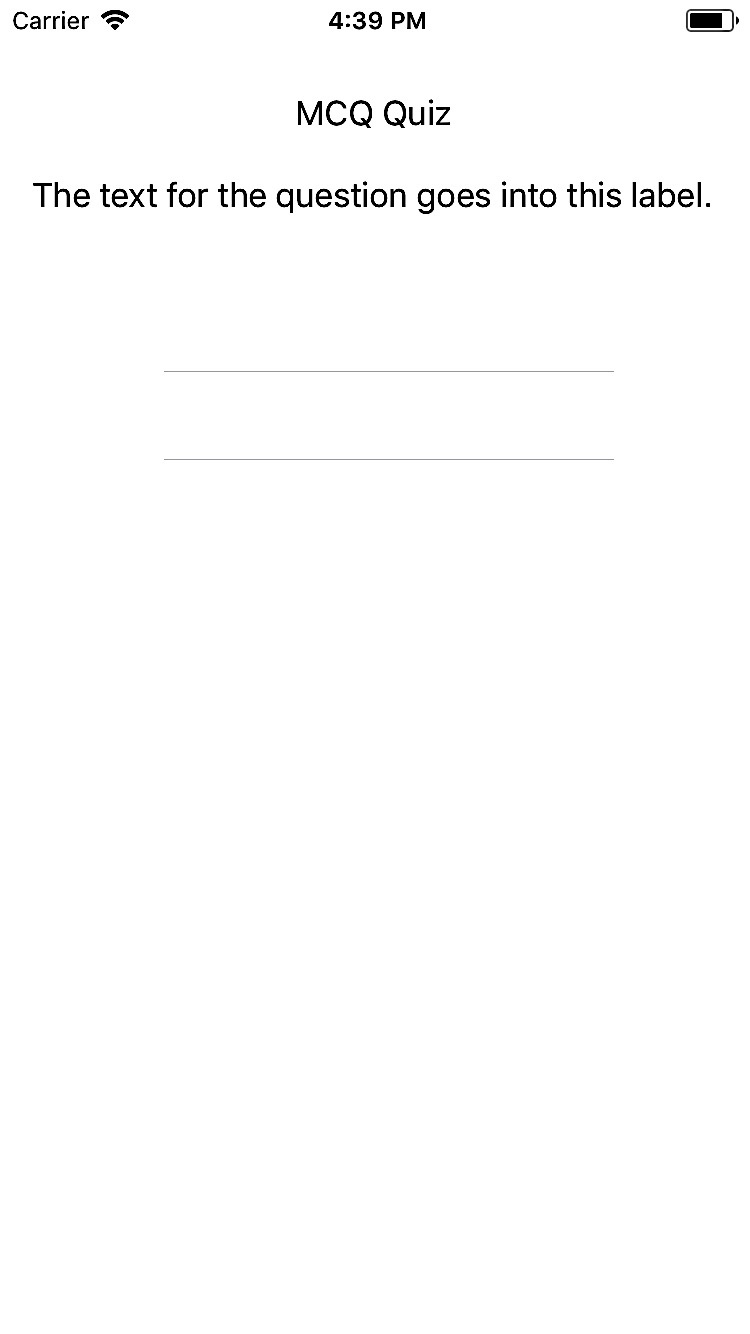 Carrier 4:39 PM
MCQ Quiz
The text for the question goes into this label.